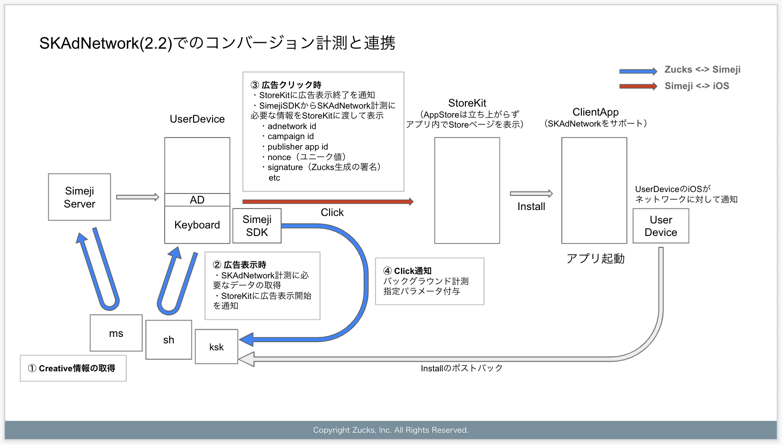 SKAdNetwork(2.2)でのコンバージョン計測と連携
Zucks <-> Simeji
Simeji <-> iOS
③ 広告クリック時
・StoreKitに広告表示終了を通知
・SimejiSDKからSKAdNetwork計測に
必要な情報をStoreKitに渡して表示
・adnetwork id
・campaign id
・publisher app id
・nonce（ユニーク値）
・signature（Zucks生成の署名）
etc
UserDevice
StoreKit
（AppStoreは立ち上がらず
アプリ内でStoreページを表示）
ClientApp
（SKAdNetworkをサポート）
Simeji
Server
AD
Keyboard
Simeji
SDK
Click
Install
UserDeviceのiOSが
ネットワークに対して通知
User
Device
アプリ起動
② 広告表示時
・SKAdNetwork計測に必
要なデータの取得
・StoreKitに広告表示開始
を通知
④ Click通知
バックグラウンド計測
指定パラメータ付与
ms
sh
ksk
① Creative情報の取得
Installのポストバック
Copyright Zucks, Inc. All Rights Reserved.